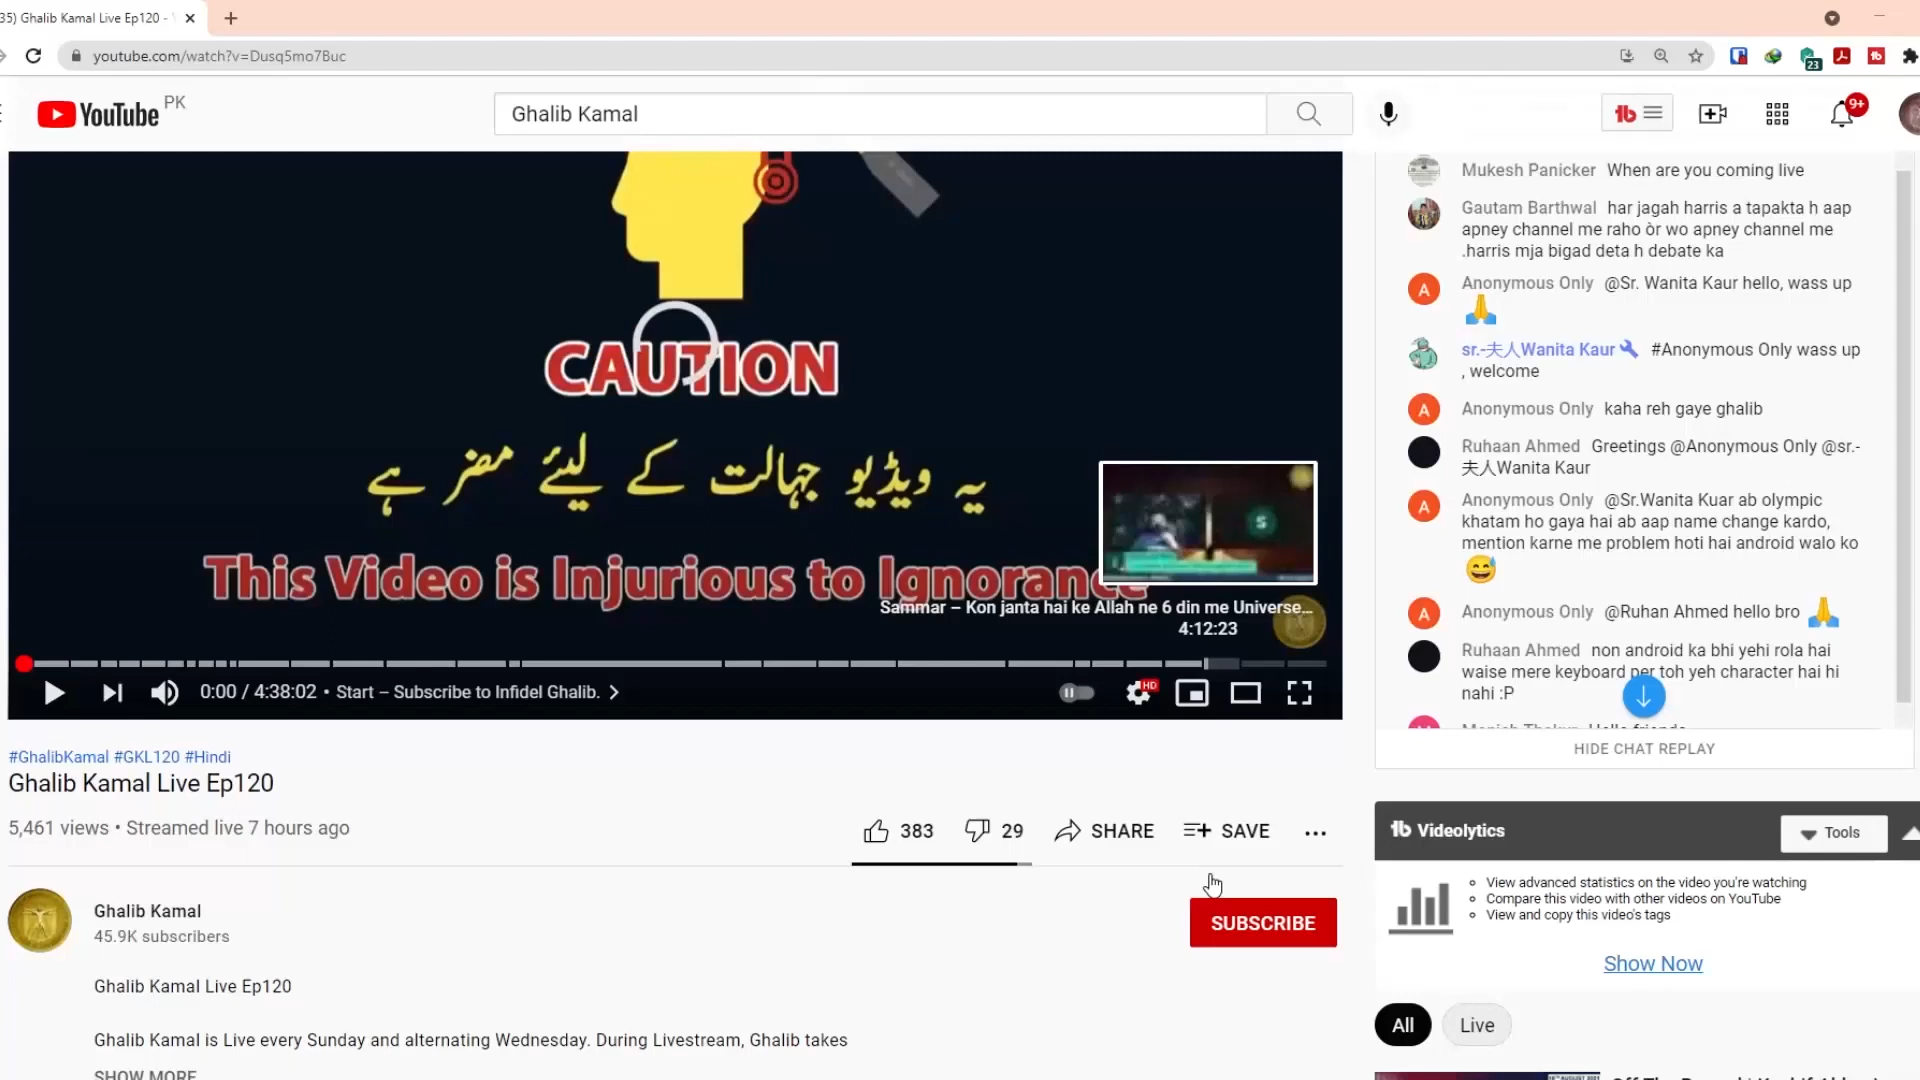 35) Ghalib Kamal Live Ep120 -
youtube.com/watch?v=Dusq5mo7Buc
23
YouTube PK
Ghalib Kamal
9+
CAUTION
یہ ویڈیو جہالت کے لیئے مضر ہے
This Video is Injurious to Ignorance
Sammar – Kon janta hai ke Allah ne 6 din me Universe...
4:12:23
0:00 / 4:38:02 • Start – Subscribe to Infidel Ghalib.
HD
#GhalibKamal #GKL120 #Hindi
Ghalib Kamal Live Ep120
5,461 views • Streamed live 7 hours ago
383
29
SHARE
SAVE
Ghalib Kamal
45.9K subscribers
SUBSCRIBE
Ghalib Kamal Live Ep120
Ghalib Kamal is Live every Sunday and alternating Wednesday. During Livestream, Ghalib takes
SHOW MORE
Mukesh Panicker When are you coming live
Gautam Barthwal har jagah harris a tapakta h aap
apney channel me raho òr wo apney channel me
.harris mja bigad deta h debate ka
A
Anonymous Only @Sr. Wanita Kaur hello, wass up
🙏
sr.-夫人Wanita Kaur #Anonymous Only wass up
, welcome
A
Anonymous Only kaha reh gaye ghalib
Ruhaan Ahmed Greetings @Anonymous Only @sr.-
夫人Wanita Kaur
A
Anonymous Only @Sr.Wanita Kuar ab olympic
khatam ho gaya hai ab aap name change kardo,
mention karne me problem hoti hai android walo ko
😅
A
Anonymous Only @Ruhan Ahmed hello bro 🙏
Ruhaan Ahmed non android ka bhi yehi rola hai
waise mere keyboard per toh yeh character hai hi
nahi :P
HIDE CHAT REPLAY
Videolytics
Tools
View advanced statistics on the video you're watching
Compare this video with other videos on YouTube
View and copy this video's tags
Show Now
All
Live